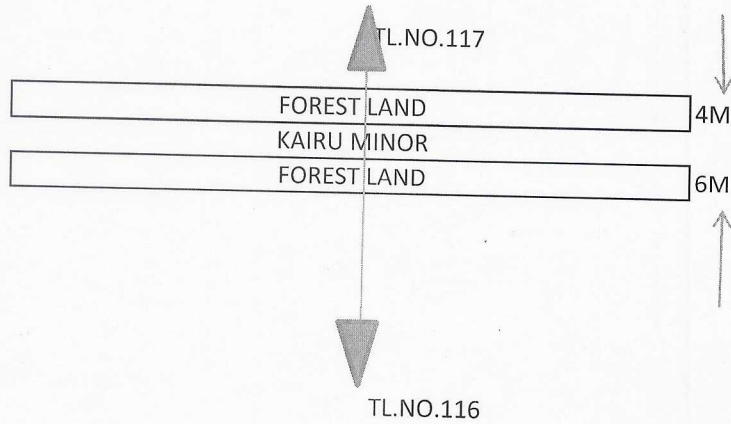 TL.NO.117
FOREST LAND
4M
KAIRU MINOR
FOREST LAND
6M
TL.NO.116